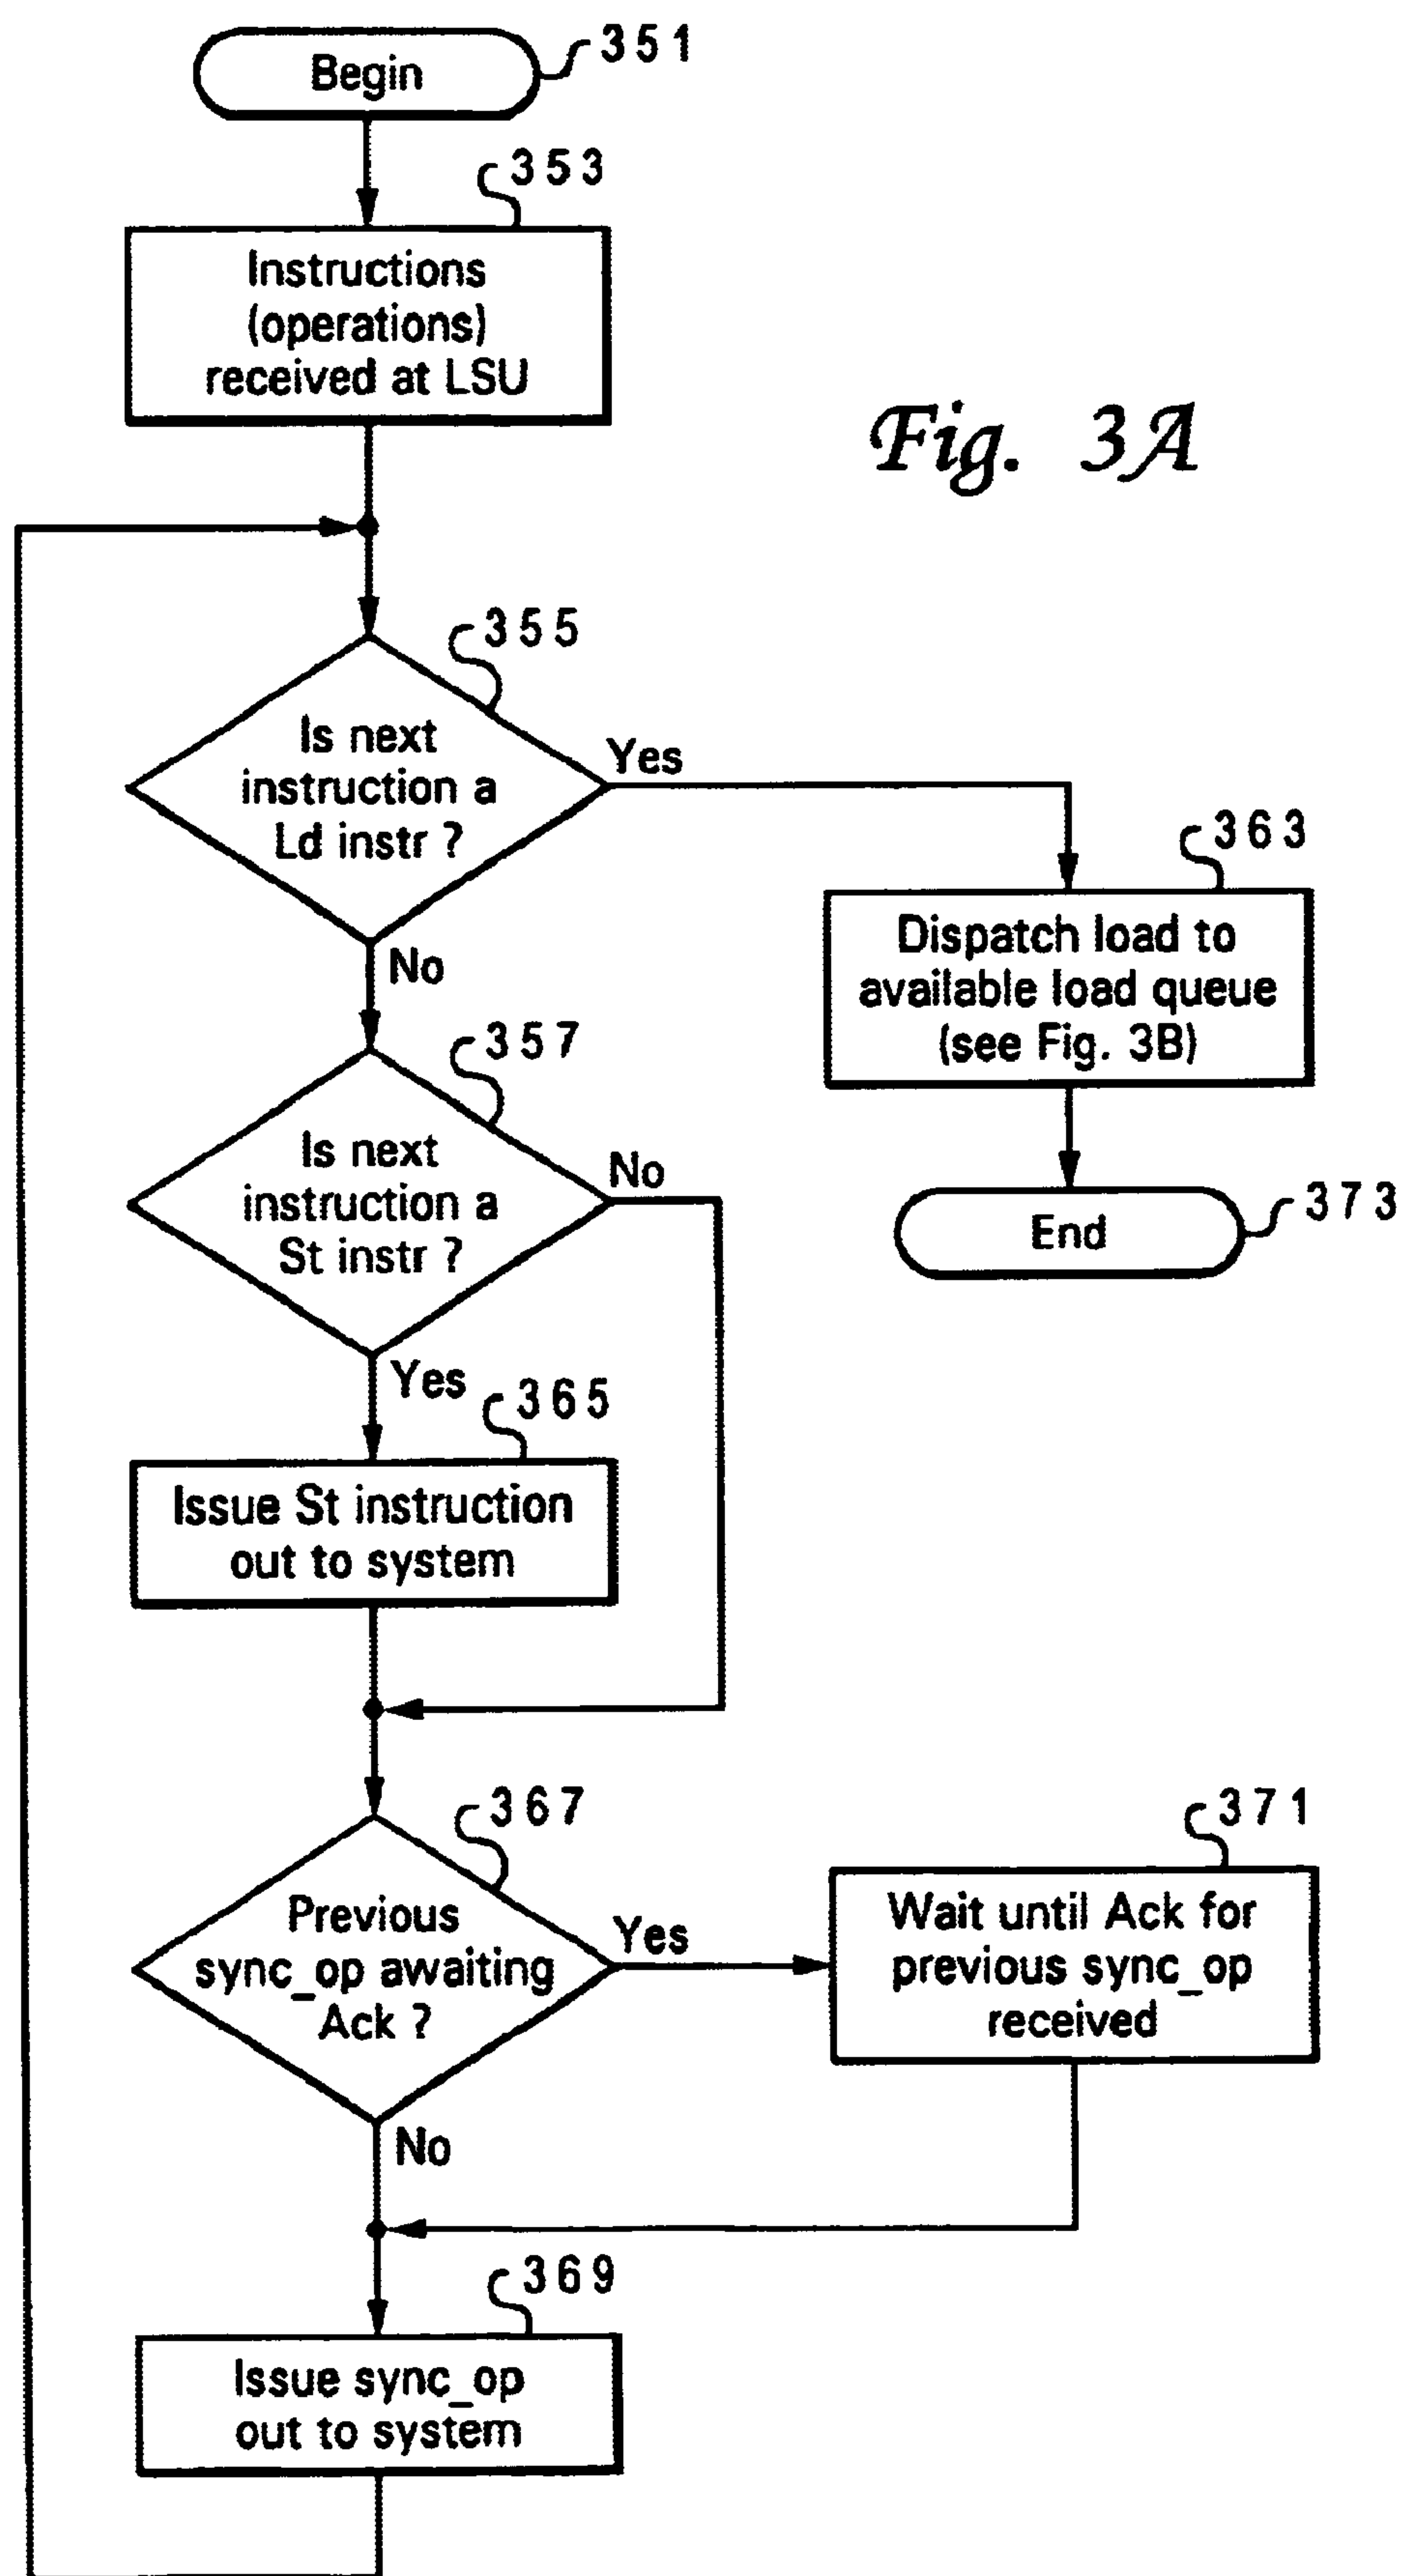 Begin
351
353
Instructions
(operations)
received at LSU
Fig. 3A
355
Is next
instruction a
Ld instr ?
Yes
No
363
Dispatch load to
available load queue
(see Fig. 3B)
357
Is next
instruction a
St instr ?
No
Yes
373
End
365
Issue St instruction
out to system
367
Previous
sync_op awaiting
Ack ?
Yes
No
371
Wait until Ack for
previous sync_op
received
369
Issue sync_op
out to system